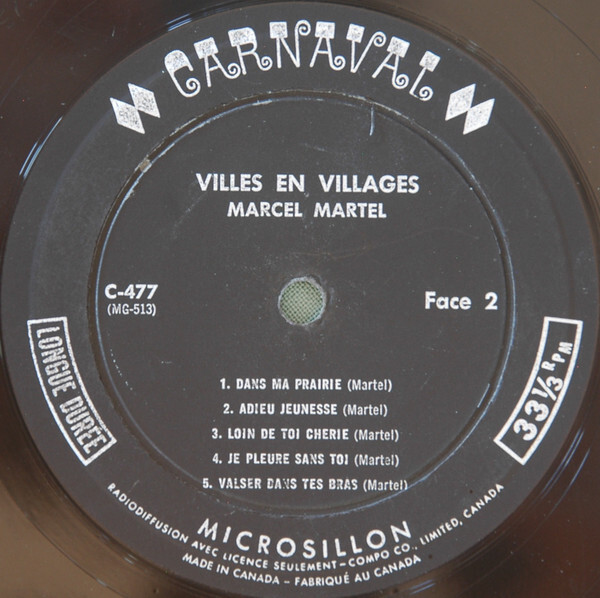 CARNAVAL
VILLES EN VILLAGES
MARCEL MARTEL
C-477
(MG-513)
Face 2
LONGUE DURÉE
33 1/3 RPM
1. DANS MA PRAIRIE (Martel)
2. ADIEU JEUNESSE (Martel)
3. LOIN DE TOI CHERIE (Martel)
4. JE PLEURE SANS TOI (Martel)
5. VALSER DANS TES BRAS (Martel)
MICROSILLON
RADIODIFFUSION AVEC LICENCE SEULEMENT-COMPO CO., LIMITED, CANADA
MADE IN CANADA - FABRIQUÉ AU CANADA